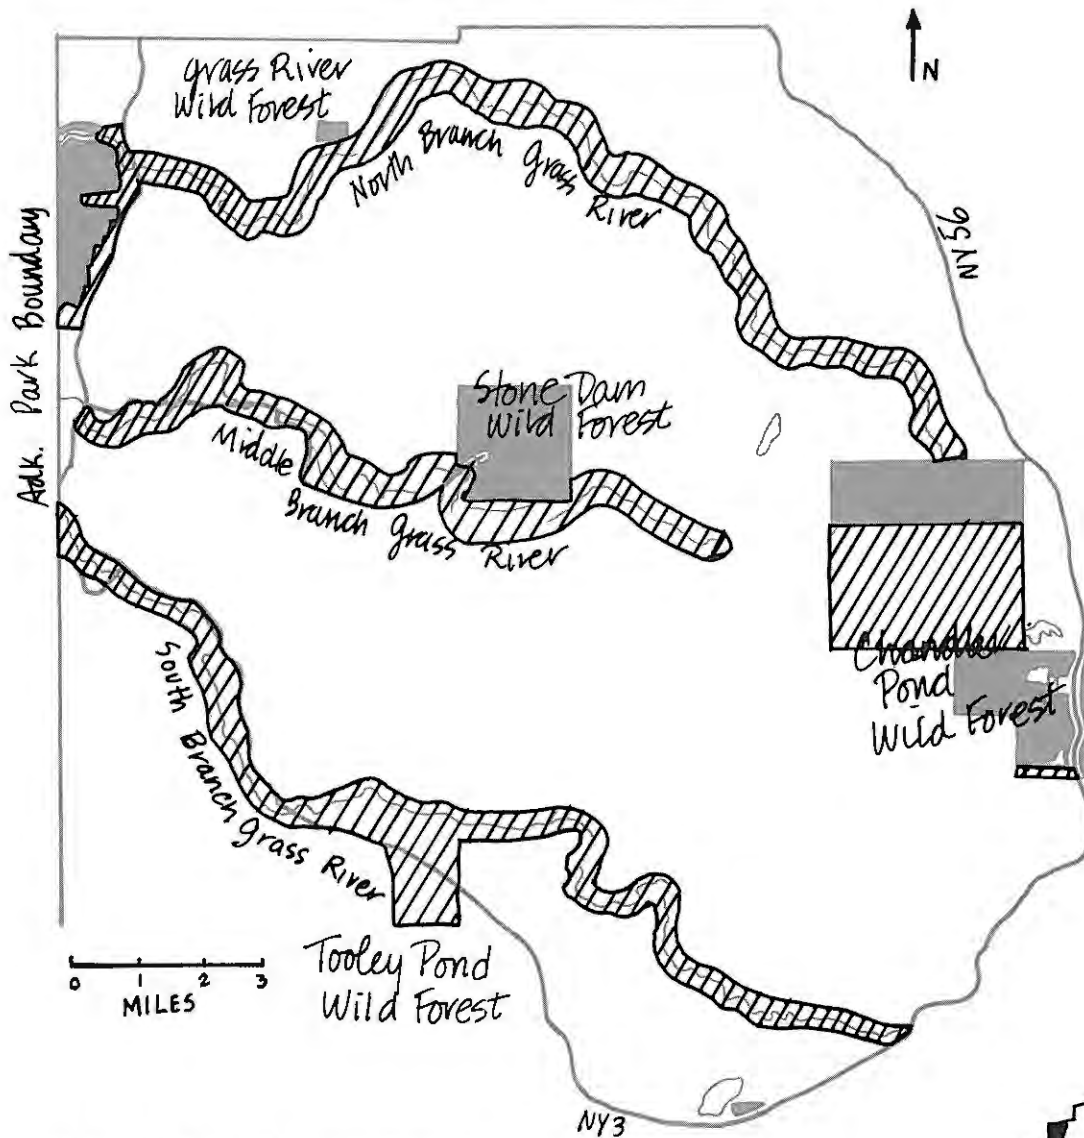 N
grass River
Wild Forest
North Branch Grass
River
NY56
Adk. Park Boundary
Stone Dam
Wild Forest
Middle
Branch Grass River
Chandler
Pond
Wild Forest
South Branch grass River
Tooley Pond
Wild Forest
0 1 2 3
MILES
NY3